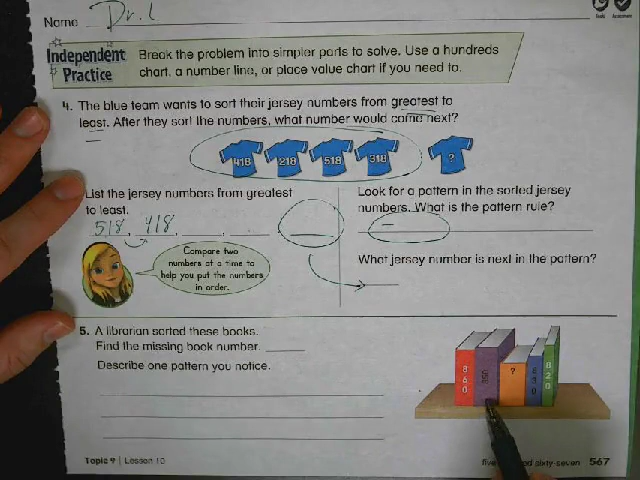 Name Dr. L
Independent Practice
Break the problem into simpler parts to solve. Use a hundreds
chart, a number line, or place value chart if you need to.
4. The blue team wants to sort their jersey numbers from greatest to
least. After they sort the numbers, what number would come next?
418 218 518 318 ?
List the jersey numbers from greatest
to least.
518, 418,
Compare two
numbers at a time to
help you put the numbers
in order.
Look for a pattern in the sorted jersey
numbers. What is the pattern rule?
–
What jersey number is next in the pattern?
5. A librarian sorted these books.
Find the missing book number.
Describe one pattern you notice.
860 ? 820
Topic 9 | Lesson 10
sixty-seven 567